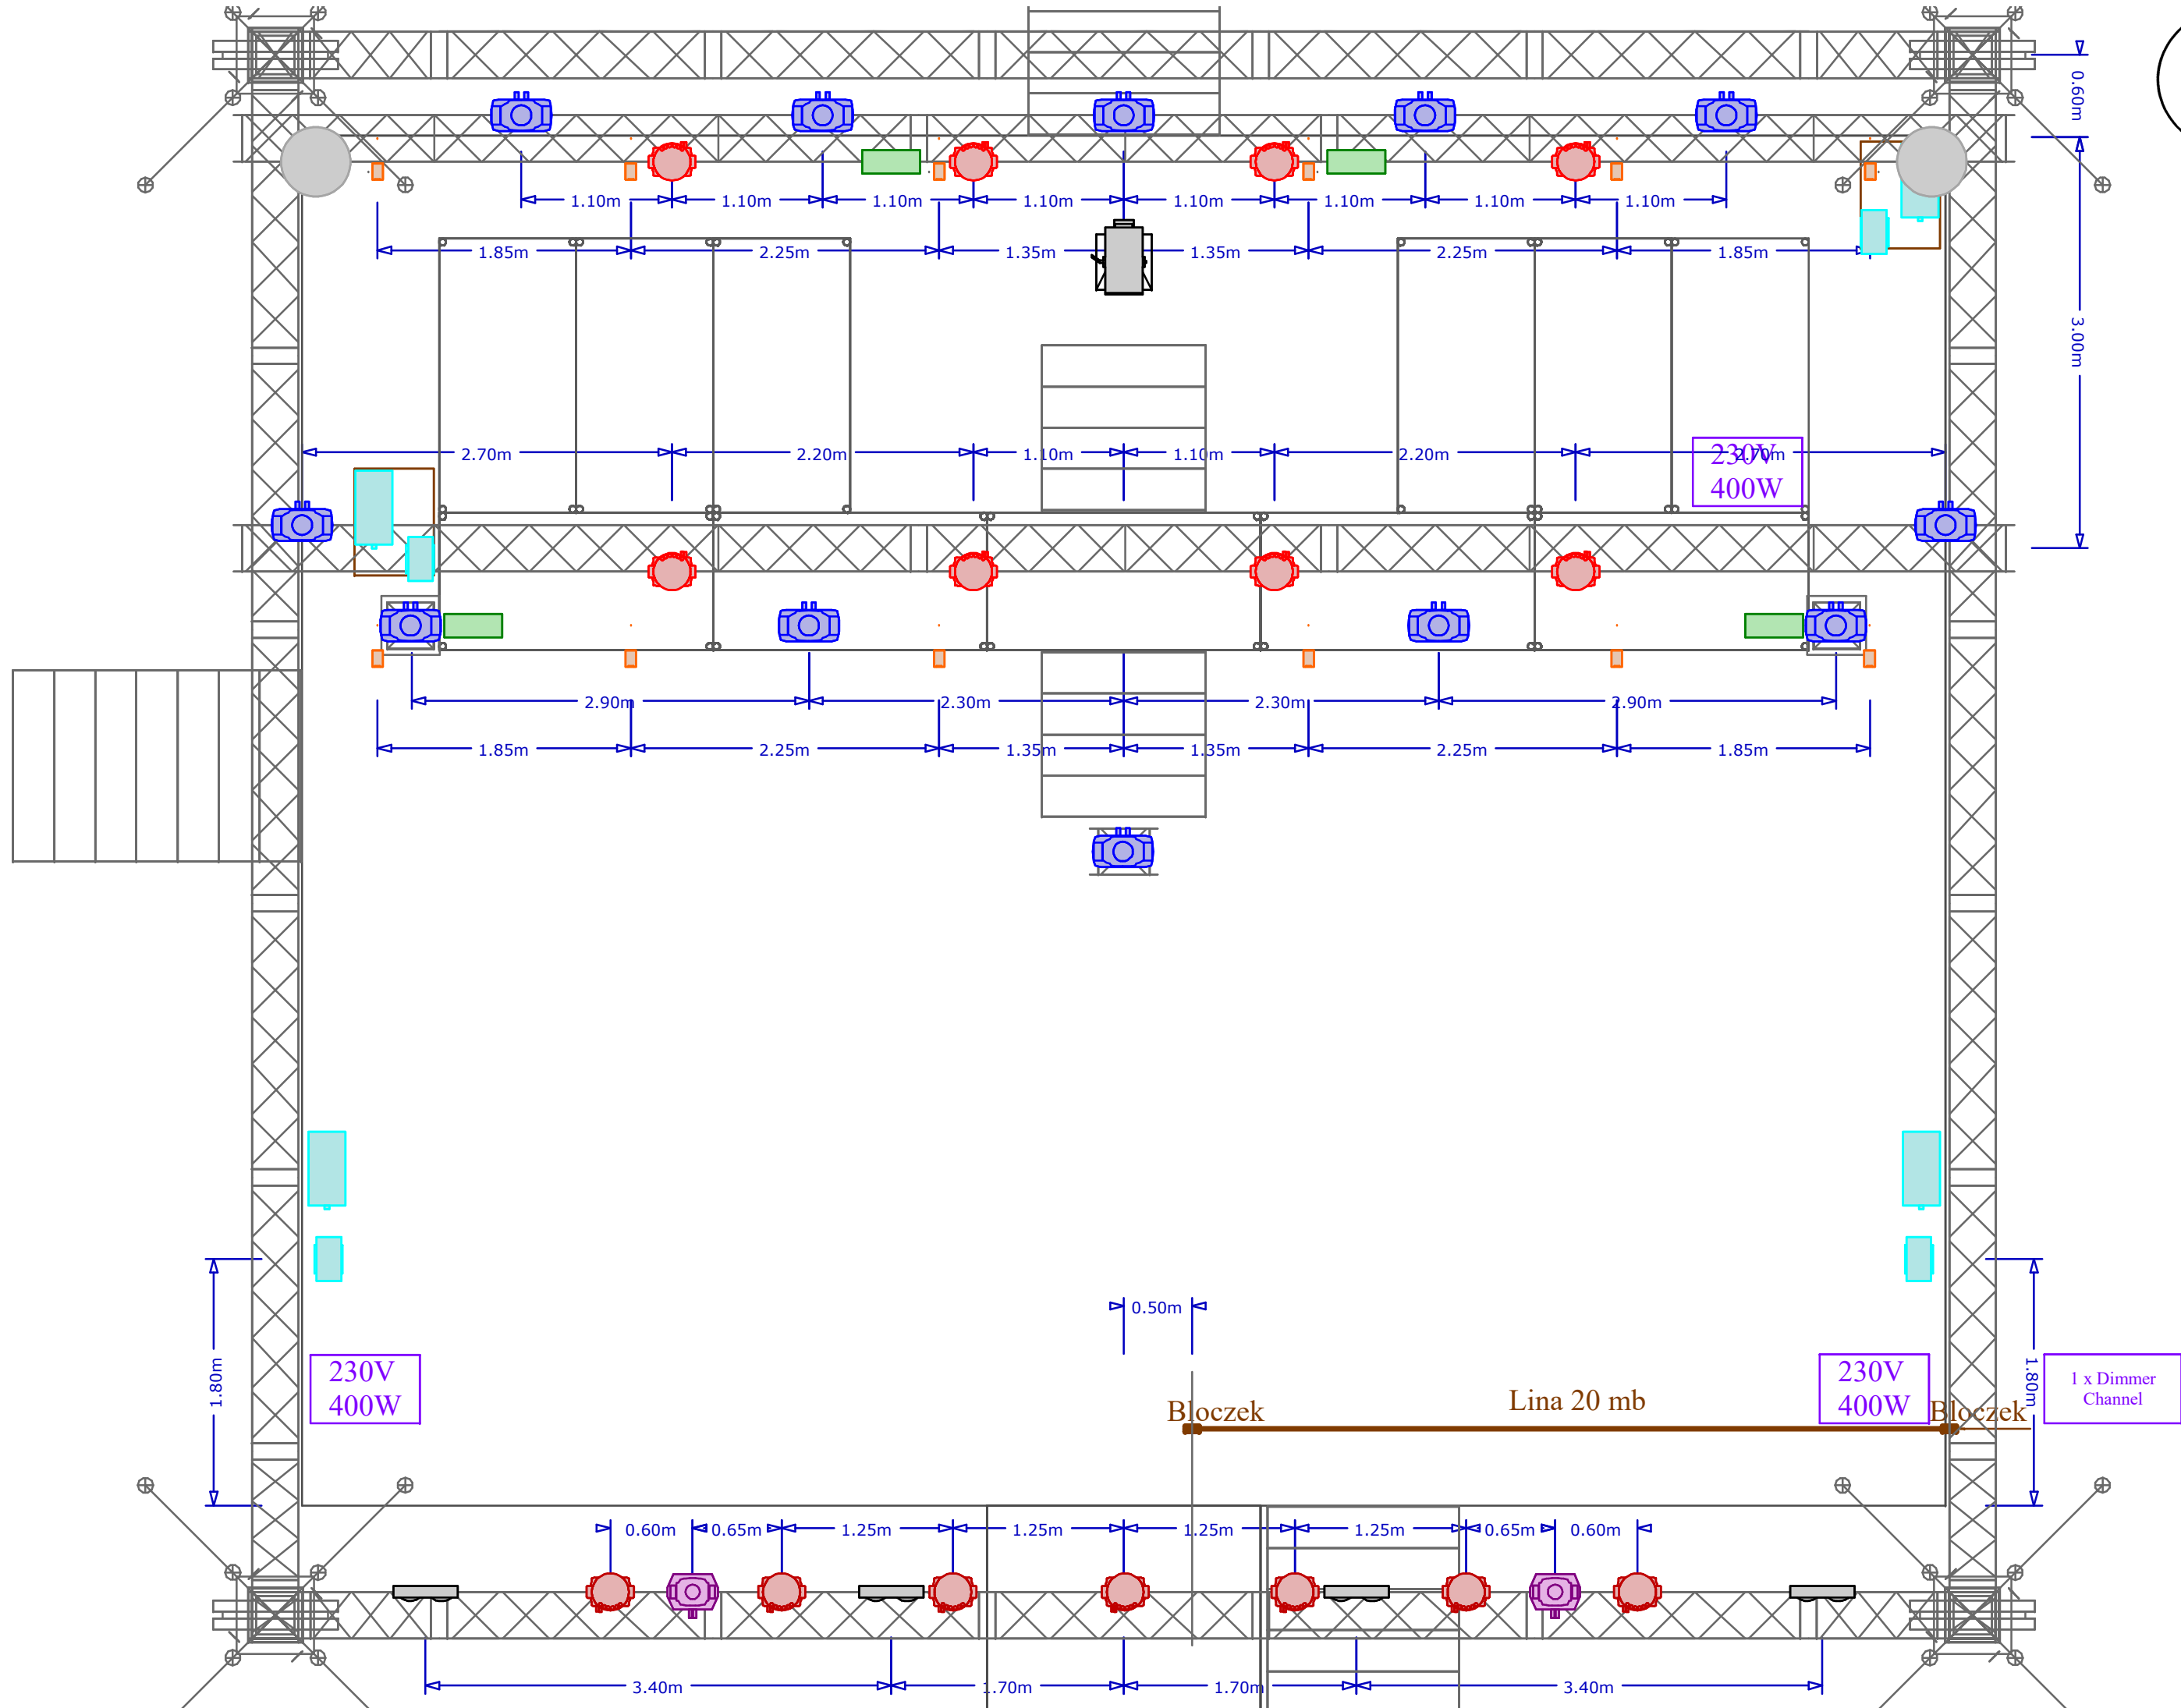 0.60m
1.10m 1.10m 1.10m 1.10m 1.10m 1.10m 1.10m 1.10m
1.85m 2.25m 1.35m 1.35m 2.25m 1.85m
3.00m
2.70m 2.20m 1.10m 1.10m 2.20m 2.70m
230V
400W
2.90m 2.30m 2.30m 2.90m
1.85m 2.25m 1.35m 1.35m 2.25m 1.85m
0.50m
1.80m
230V
400W
Lina 20 mb
Bloczek
230V
400W
Bloczek
1.80m
1 x Dimmer
Channel
0.60m 0.65m 1.25m 1.25m 1.25m 1.25m 0.65m 0.60m
3.40m 1.70m 1.70m 3.40m